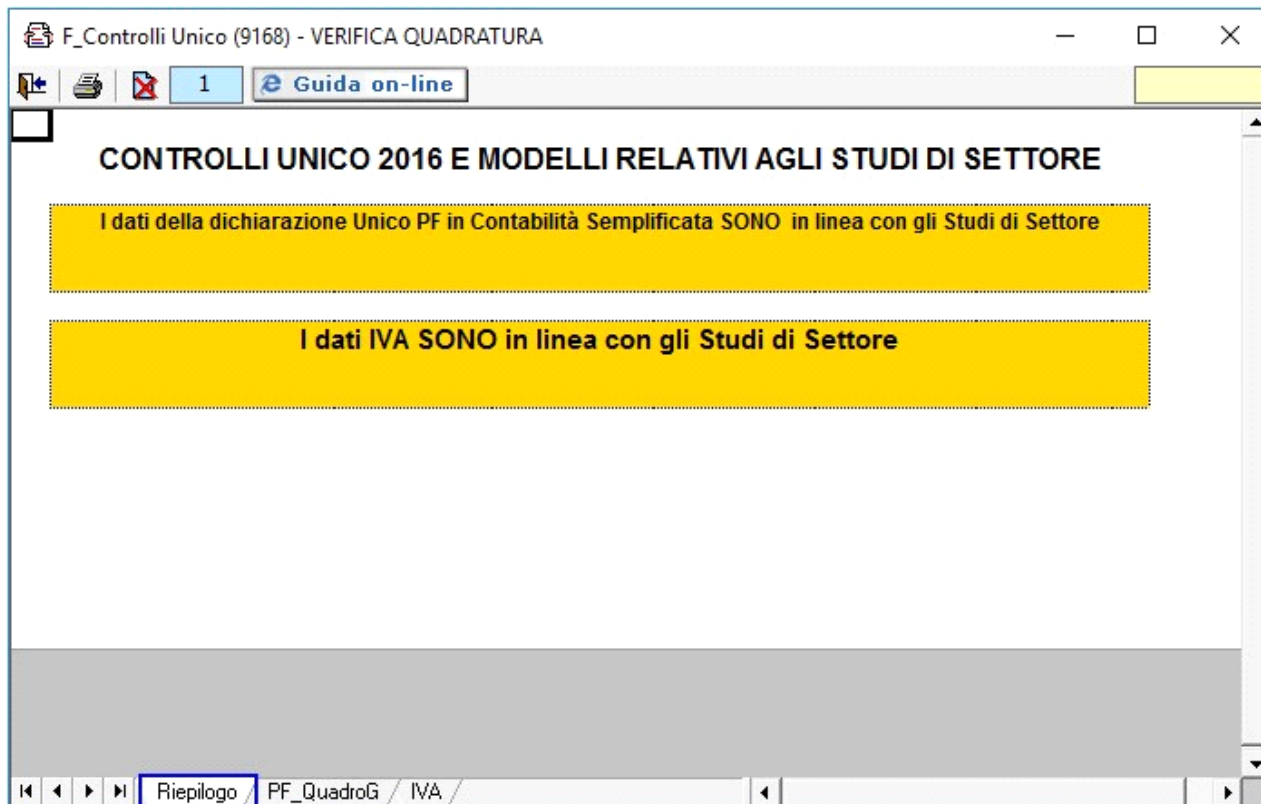 F_Controlli Unico (9168) - VERIFICA QUADRATURA
1 Guida on-line
CONTROLLI UNICO 2016 E MODELLI RELATIVI AGLI STUDI DI SETTORE
I dati della dichiarazione Unico PF in Contabilità Semplificata SONO in linea con gli Studi di Settore
I dati IVA SONO in linea con gli Studi di Settore
Riepilogo PF_QuadroG IVA